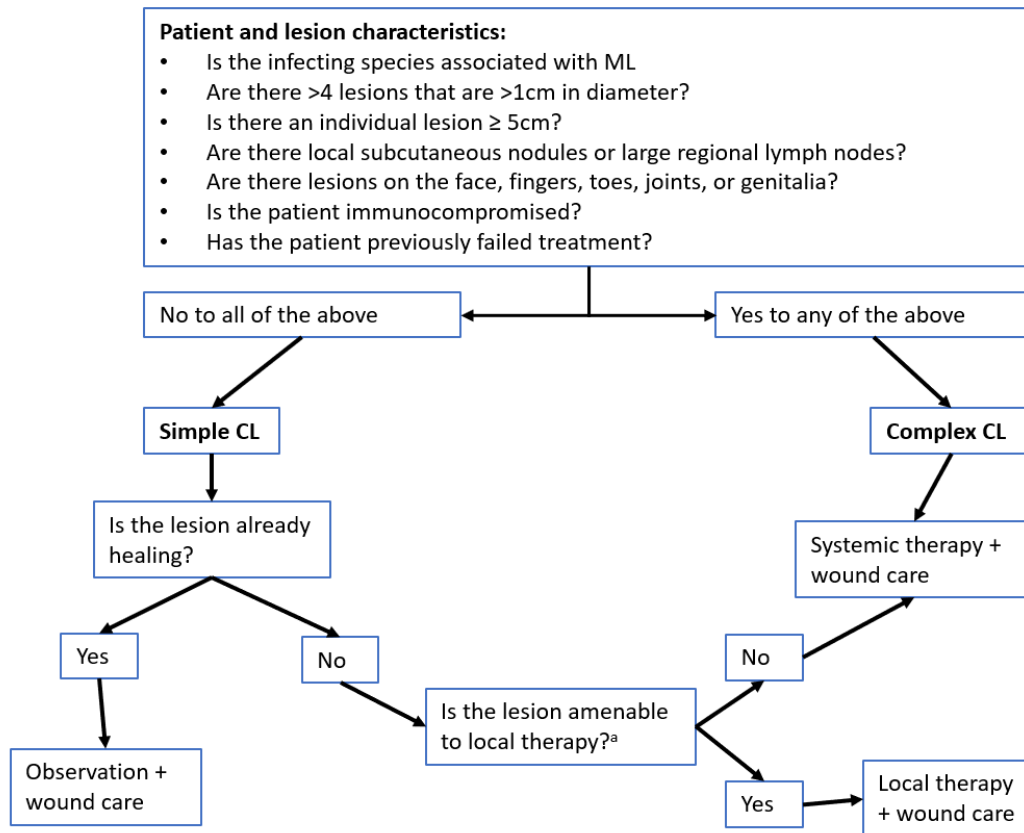 Patient and lesion characteristics:
• Is the infecting species associated with ML
• Are there >4 lesions that are >1cm in diameter?
• Is there an individual lesion ≥ 5cm?
• Are there local subcutaneous nodules or large regional lymph nodes?
• Are there lesions on the face, fingers, toes, joints, or genitalia?
• Is the patient immunocompromised?
• Has the patient previously failed treatment?
No to all of the above
Yes to any of the above
Simple CL
Complex CL
Is the lesion already
healing?
Systemic therapy +
wound care
Yes
No
No
Is the lesion amenable
to local therapy?ᵃ
Observation +
wound care
Yes
Local therapy
+ wound care